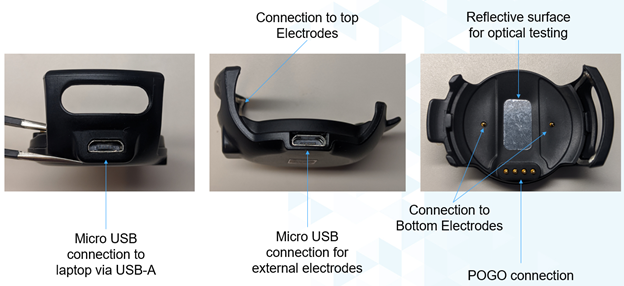 Connection to top
Electrodes
Reflective surface
for optical testing
Micro USB
connection to
laptop via USB-A
Micro USB
connection for
external electrodes
Connection to
Bottom Electrodes
POGO connection